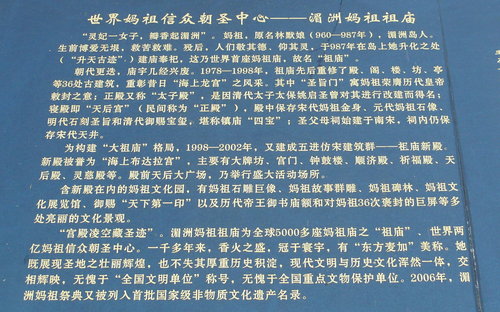 世界妈祖信众朝圣中心——湄洲妈祖祖庙
“灵妃一女子，瓣香起湄洲”。妈祖，原名林默娘（960—987年），湄洲岛人。
生前博爱无垠，救苦救难。殁后，人们敬其德、仰其灵，于987年在岛上她升化之处
（“升天古迹”）建庙奉祀，这乃世界首座妈祖庙，故名“祖庙”。
朝代更迭，庙宇几经兴废。1978—1998年，祖庙先后重修了殿、阁、楼、坊、亭
等36处古建筑，重彰昔日“海上龙宫”之风采。其中“圣旨门”寓妈祖荣膺历代皇帝
敕封之意；正殿又称“太子殿”，是因清代太子太保姚启圣曾对其进行改建而得名；
寝殿即“天后宫”（民间称为“正殿”），殿中保存宋代妈祖金身、元代妈祖石像、
明代石刻圣旨和清代御赐宝玺，堪称镇庙“四宝”；圣父母祠始建于南宋，祠内仍保
存宋代天井。
为构建“大祖庙”格局，1998—2002年，又建成五进仿宋建筑群——祖庙新殿。
新殿被誉为“海上布达拉宫”，主要有大牌坊、宫门、钟鼓楼、顺济殿、祈福殿、天
后殿、灵慈殿等。殿前天后大广场，乃举行盛大活动场所。
含新殿在内的妈祖文化园，有妈祖石雕巨像、妈祖故事群雕、妈祖碑林、妈祖文
化展览馆、御赐“天下第一印”以及历代帝王御书庙额和对妈祖36次褒封的巨屏等多
处亮丽的文化景观。
“宫殿凌空藏圣迹”。湄洲妈祖祖庙为全球5000多座妈祖庙之“祖庙”、世界两
亿妈祖信众朝圣中心。一千多年来，香火之盛，冠于寰宇，有“东方麦加”美称。她
既展现圣地之壮丽辉煌，也不失其厚重历史积淀，现代文明与历史文化浑然一体，交
相辉映，无愧于“全国文明单位”称号，无愧于全国重点文物保护单位。2006年，湄
洲妈祖祭典又被列入首批国家级非物质文化遗产名录。